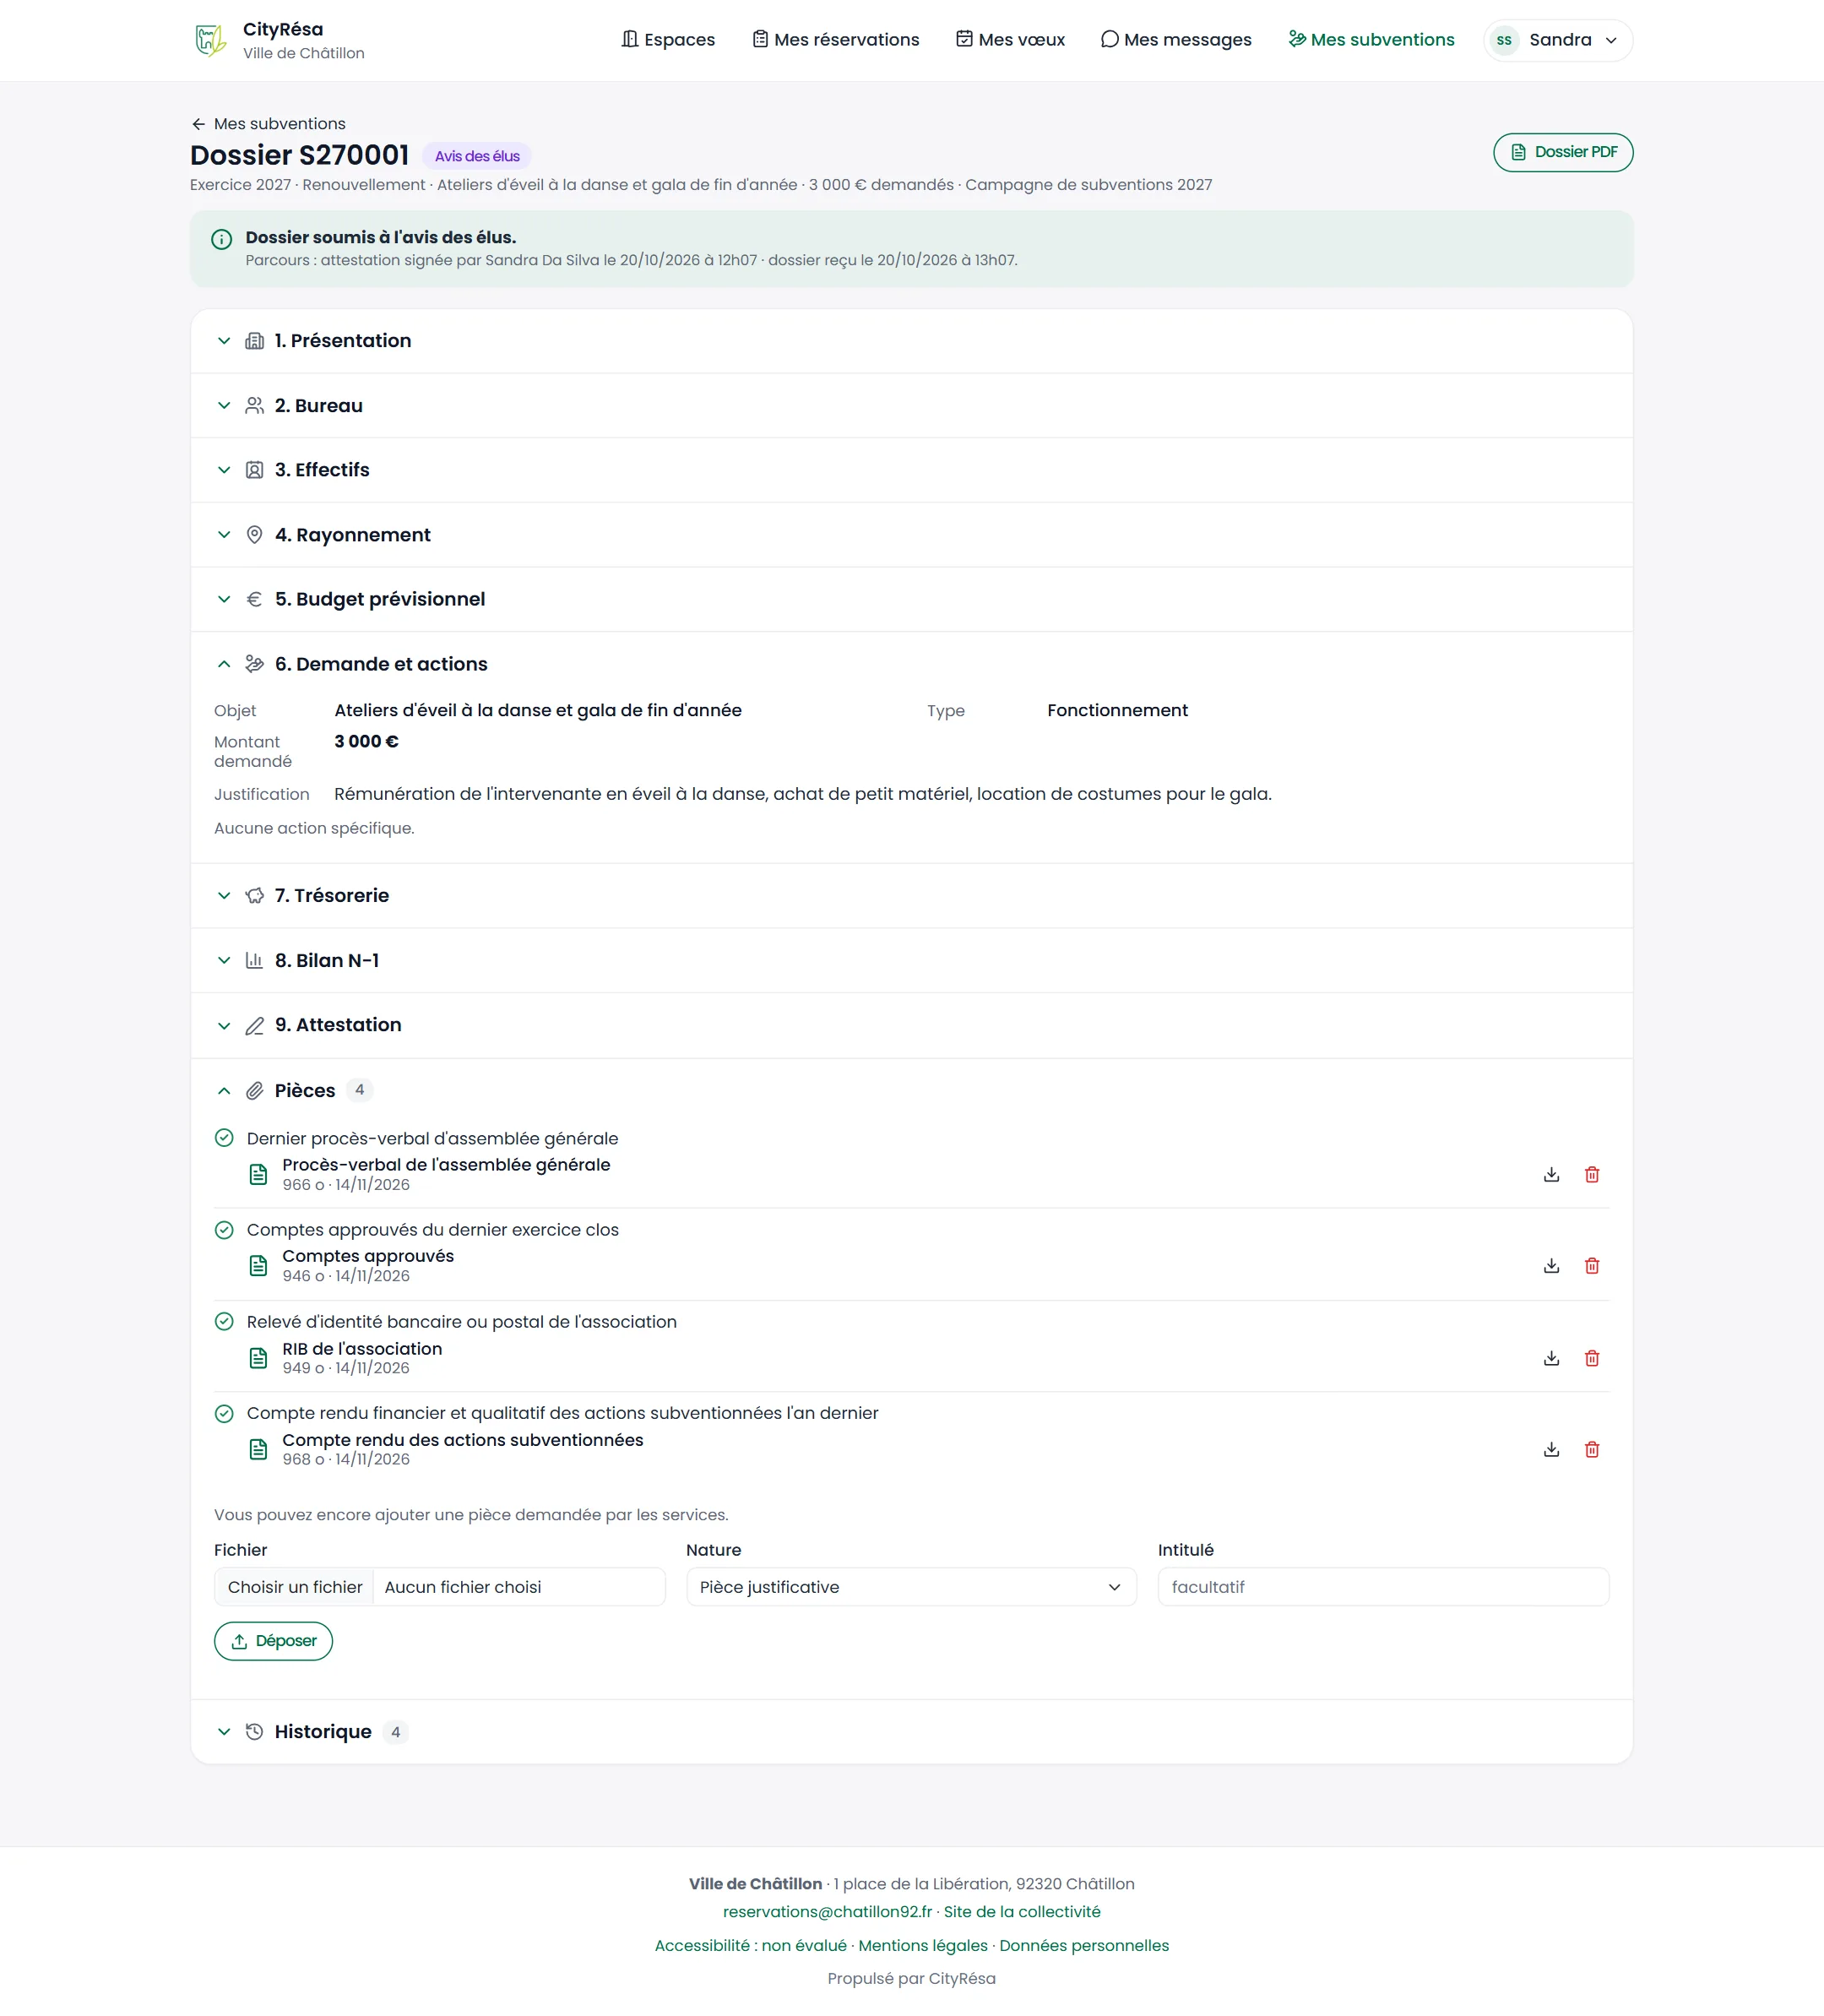 CityRésa
Ville de Châtillon
Espaces
Mes réservations
Mes vœux
Mes messages
Mes subventions
SS
Sandra
Mes subventions
Dossier S270001
Avis des élus
Dossier PDF
Exercice 2027 · Renouvellement · Ateliers d'éveil à la danse et gala de fin d'année · 3 000 € demandés · Campagne de subventions 2027
Dossier soumis à l'avis des élus.
Parcours : attestation signée par Sandra Da Silva le 20/10/2026 à 12h07 · dossier reçu le 20/10/2026 à 13h07.
1. Présentation
2. Bureau
3. Effectifs
4. Rayonnement
5. Budget prévisionnel
6. Demande et actions
Objet
Ateliers d'éveil à la danse et gala de fin d'année
Type
Fonctionnement
Montant demandé
3 000 €
Justification
Rémunération de l'intervenante en éveil à la danse, achat de petit matériel, location de costumes pour le gala.
Aucune action spécifique.
7. Trésorerie
8. Bilan N-1
9. Attestation
Pièces 4
Dernier procès-verbal d'assemblée générale
Procès-verbal de l'assemblée générale
966 o · 14/11/2026
Comptes approuvés du dernier exercice clos
Comptes approuvés
946 o · 14/11/2026
Relevé d'identité bancaire ou postal de l'association
RIB de l'association
949 o · 14/11/2026
Compte rendu financier et qualitatif des actions subventionnées l'an dernier
Compte rendu des actions subventionnées
968 o · 14/11/2026
Vous pouvez encore ajouter une pièce demandée par les services.
Fichier
Nature
Intitulé
Choisir un fichier
Aucun fichier choisi
Pièce justificative
facultatif
Déposer
Historique 4
Ville de Châtillon · 1 place de la Libération, 92320 Châtillon
reservations@chatillon92.fr · Site de la collectivité
Accessibilité : non évalué · Mentions légales · Données personnelles
Propulsé par CityRésa